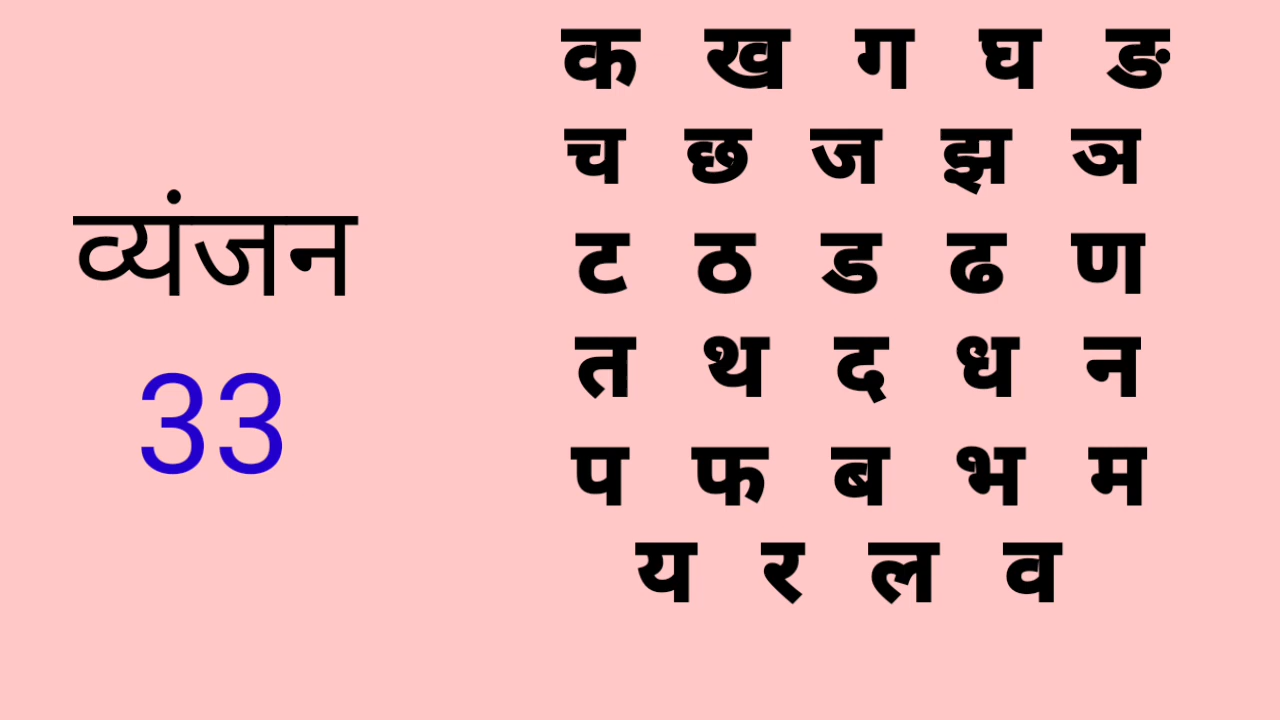 व्यंजन
33
क ख ग घ ङ
च छ ज झ ञ
ट ठ ड ढ ण
त थ द ध न
प फ ब भ म
य र ल व